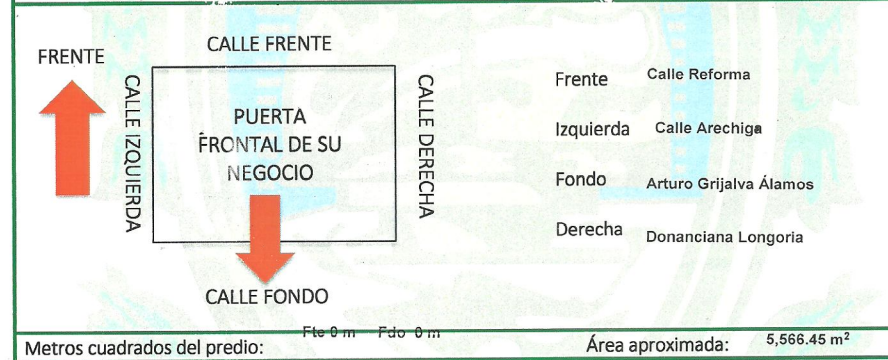 CALLE FRENTE
FRENTE
CALLE IZQUIERDA
PUERTA
FRONTAL DE SU
NEGOCIO
CALLE DERECHA
CALLE FONDO
Frente Calle Reforma
Izquierda Calle Arechiga
Fondo Arturo Grijalva Álamos
Derecha Donanciana Longoria
Fte 0 m Fdo 0 m
Metros cuadrados del predio: Área aproximada: 5,566.45 m²